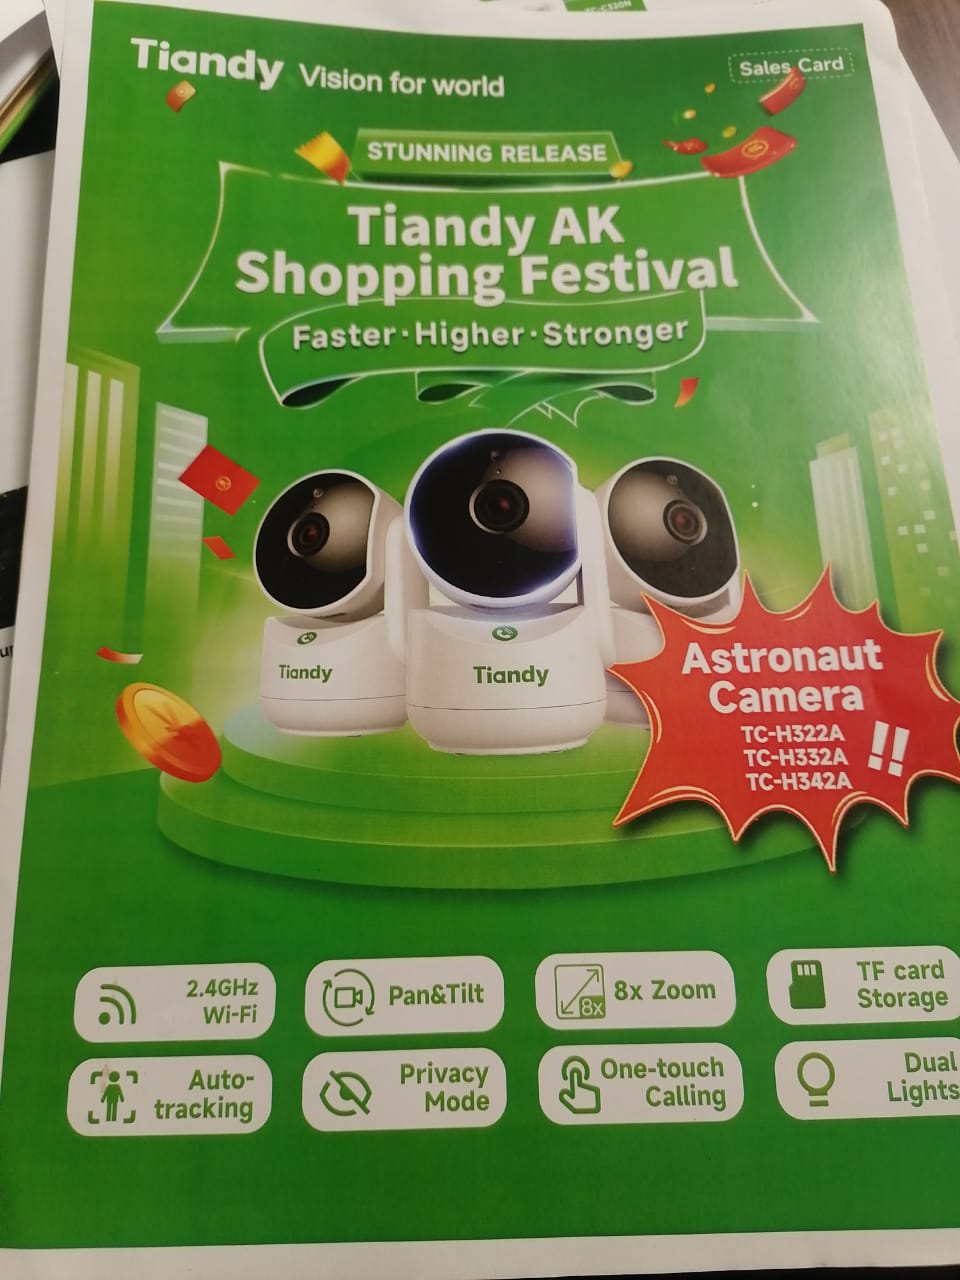 TC-C320N
Tiandy Vision for world
Sales Card
STUNNING RELEASE
Tiandy AK
Shopping Festival
Faster·Higher·Stronger
Tiandy
Tiandy
Astronaut
Camera
TC-H322A
TC-H332A
TC-H342A
!!
2.4GHz
Wi-Fi
Pan&Tilt
8x
8x Zoom
TF card
Storage
Auto-
tracking
Privacy
Mode
One-touch
Calling
Dual
Lights